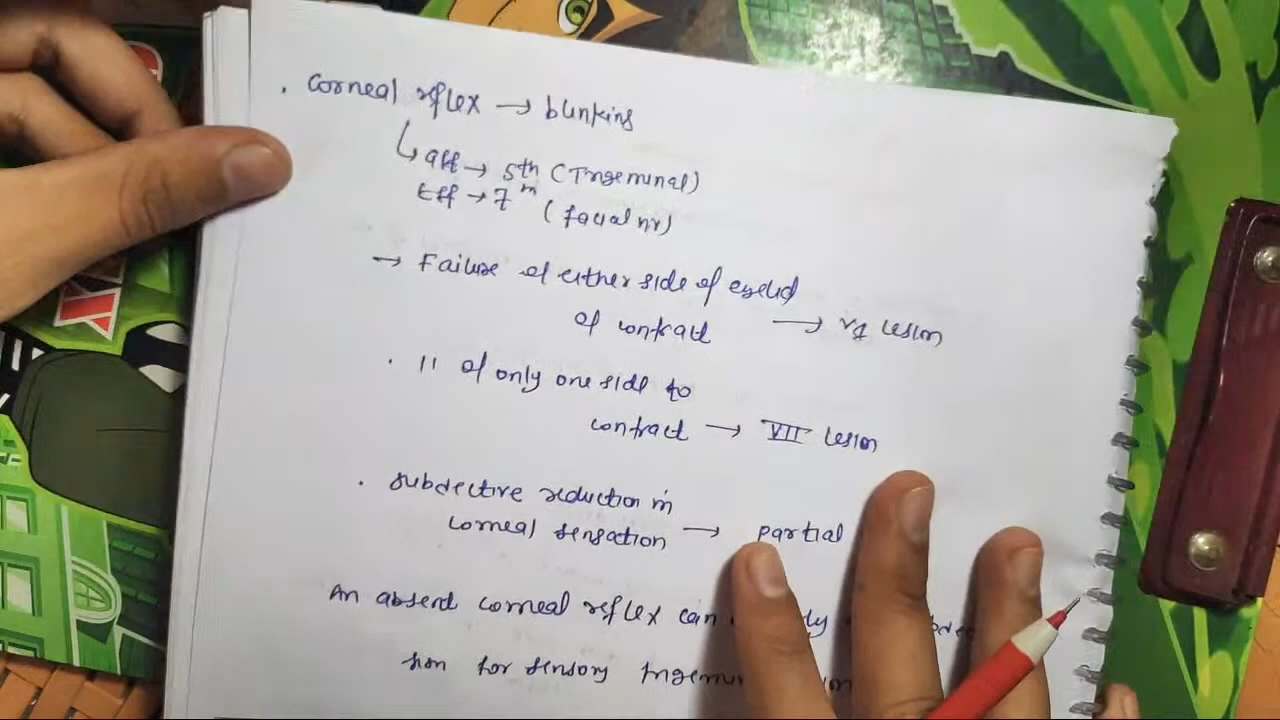 . Corneal reflex → blinking
↳ aff → 5th (Trigeminal)
Eff → 7th (facial nr)
→ Failure of either side of eyelid
of contract → V1 lesion
. 11 of only one side to
contract → VII lesion
. subjective reduction in
corneal sensation → partial
An absent corneal reflex can
tion for sensory